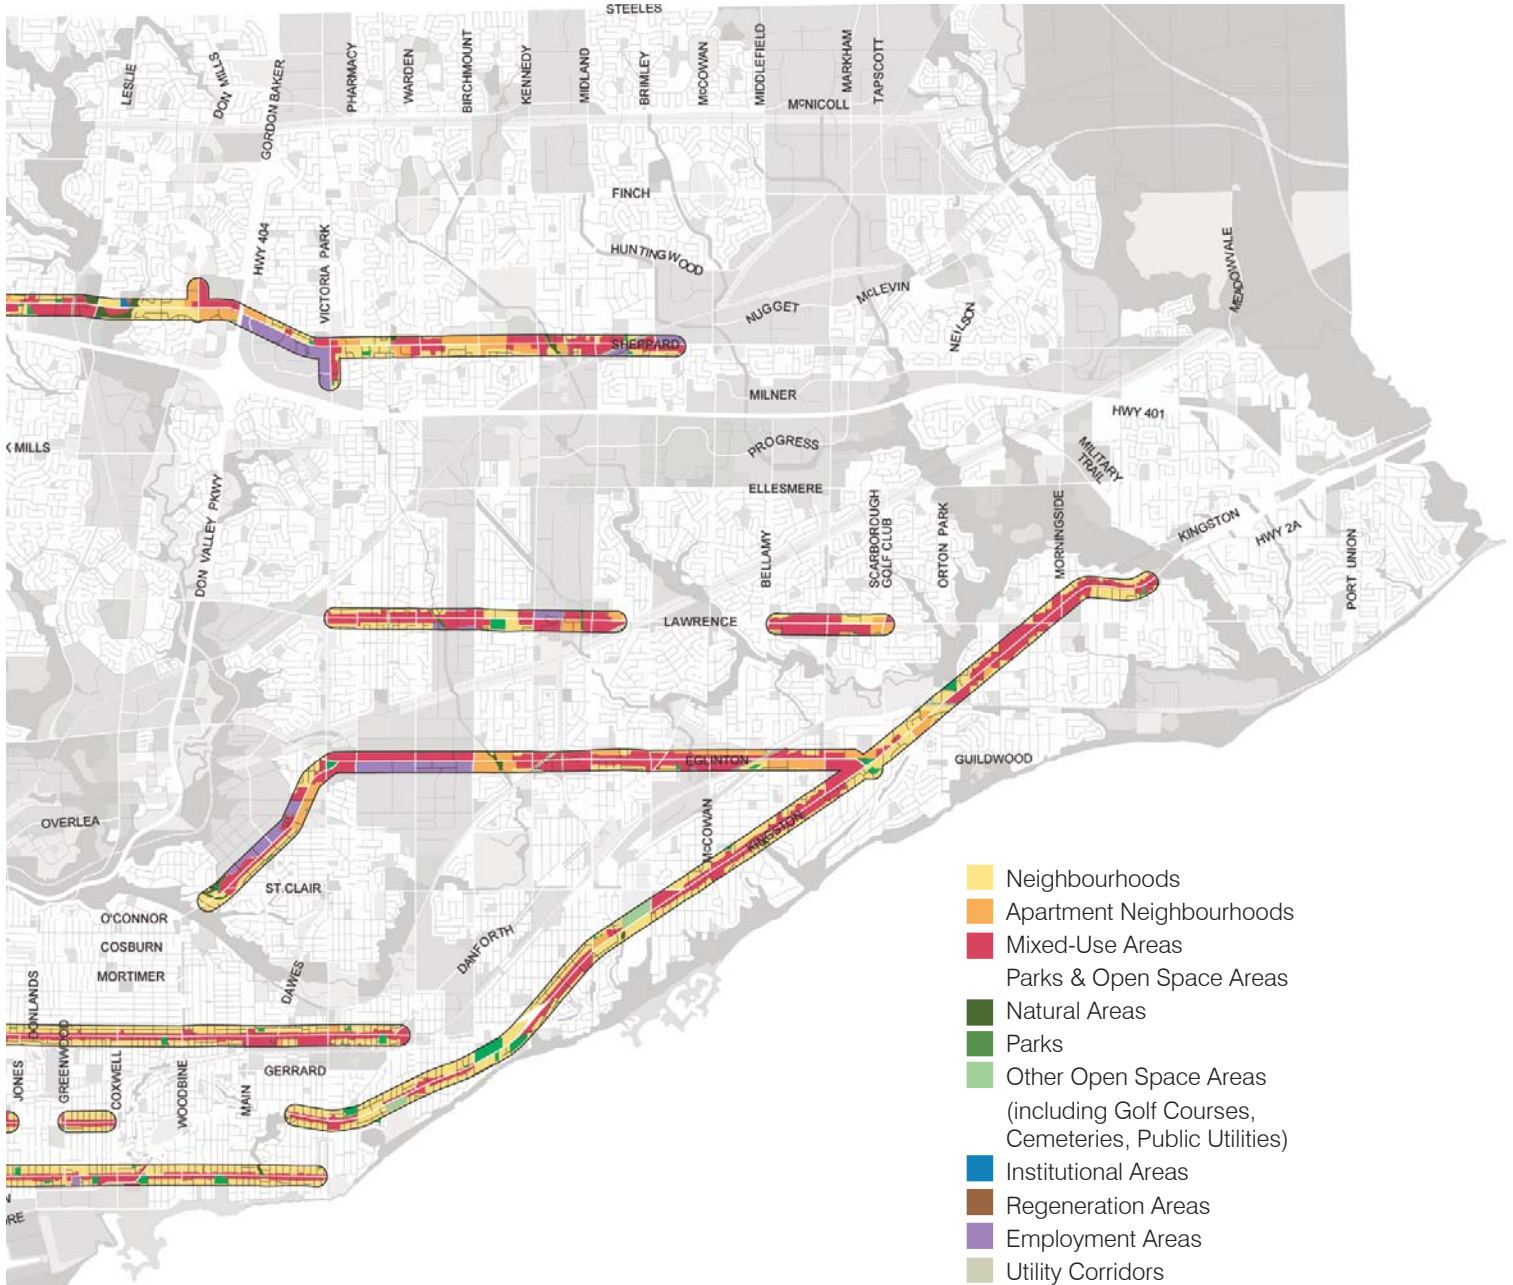 STEELES
LESLIE
DON MILLS
GORDON BAKER
PHARMACY
WARDEN
BIRCHMOUNT
KENNEDY
MIDLAND
BRIMLEY
McCOWAN
MIDDLEFIELD
MARKHAM
TAPSCOTT
McNICOLL
FINCH
HWY 404
VICTORIA PARK
HUNTINGWOOD
NUGGET
McLEVIN
NEILSON
MEADOWVALE
SHEPPARD
MILNER
HWY 401
K MILLS
PROGRESS
MILITARY
TRAIL
ELLESMERE
DON VALLEY PKWY
BELLAMY
SCARBOROUGH
GOLF CLUB
ORTON PARK
MORNINGSIDE
KINGSTON
HWY 2A
PORT UNION
LAWRENCE
EGLINTON
GUILDWOOD
OVERLEA
McCOWAN
KINGSTON
ST.CLAIR
O'CONNOR
COSBURN
MORTIMER
DANFORTH
DAWES
DONLANDS
GREENWOOD
JONES
COXWELL
WOODBINE
MAIN
GERRARD
N
RE
Neighbourhoods
Apartment Neighbourhoods
Mixed-Use Areas
Parks & Open Space Areas
Natural Areas
Parks
Other Open Space Areas
(including Golf Courses,
Cemeteries, Public Utilities)
Institutional Areas
Regeneration Areas
Employment Areas
Utility Corridors